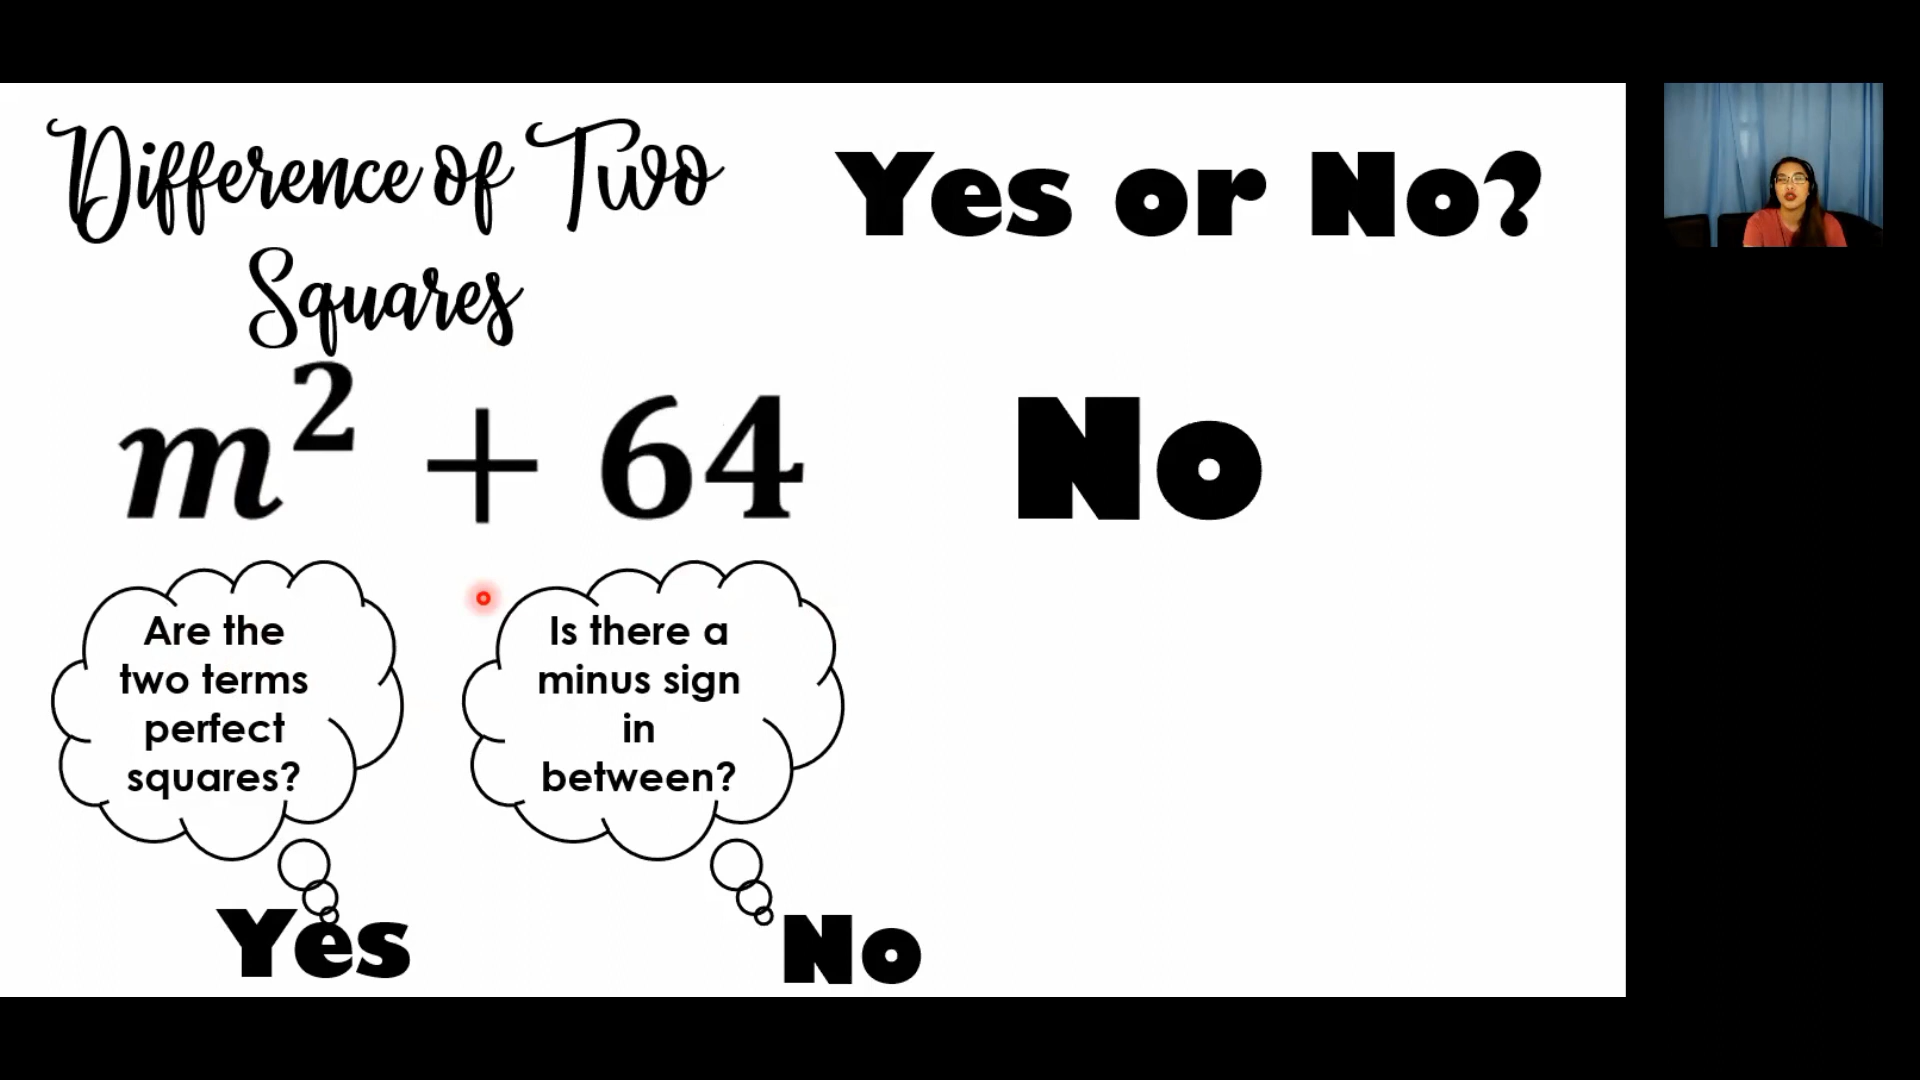 Difference of Two
Squares
Yes or No?
m² + 64
No
Are the
two terms
perfect
squares?
Yes
Is there a
minus sign
in
between?
No